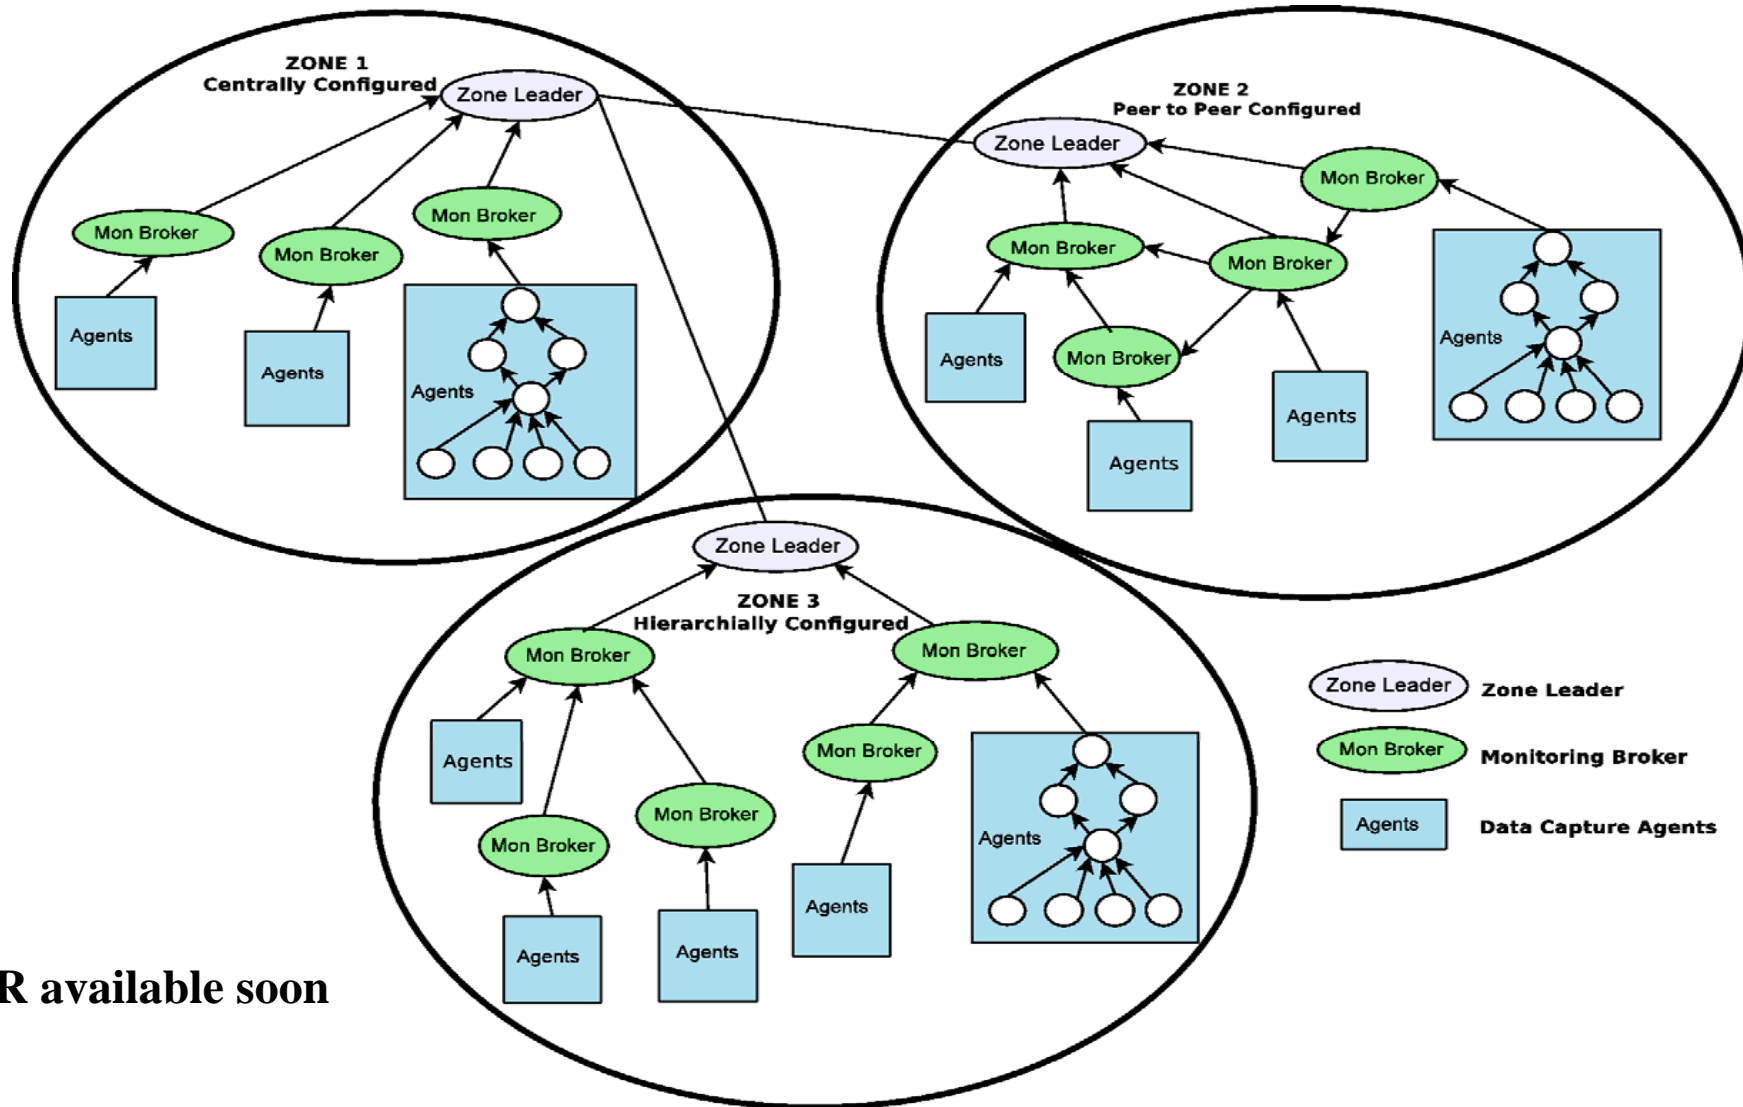 ZONE 1
Centrally Configured
Zone Leader
Mon Broker
Mon Broker
Mon Broker
Agents
Agents
Agents
ZONE 2
Peer to Peer Configured
Zone Leader
Mon Broker
Mon Broker
Mon Broker
Mon Broker
Agents
Agents
Agents
Agents
Zone Leader
ZONE 3
Hierarchially Configured
Mon Broker
Mon Broker
Agents
Mon Broker
Mon Broker
Mon Broker
Agents
Agents
Agents
Agents
Zone Leader Zone Leader
Mon Broker Monitoring Broker
Agents Data Capture Agents
R available soon